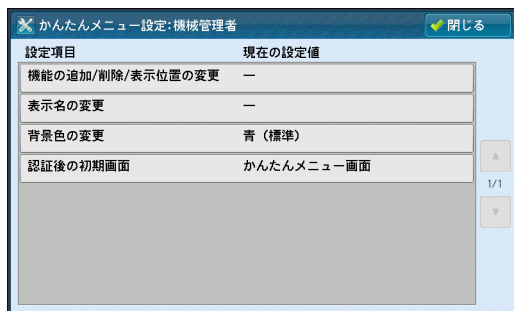 かんたんメニュー設定:機械管理者
閉じる
設定項目 現在の設定値
機能の追加/削除/表示位置の変更 ー
表示名の変更 ー
背景色の変更 青（標準）
認証後の初期画面 かんたんメニュー画面
1/1